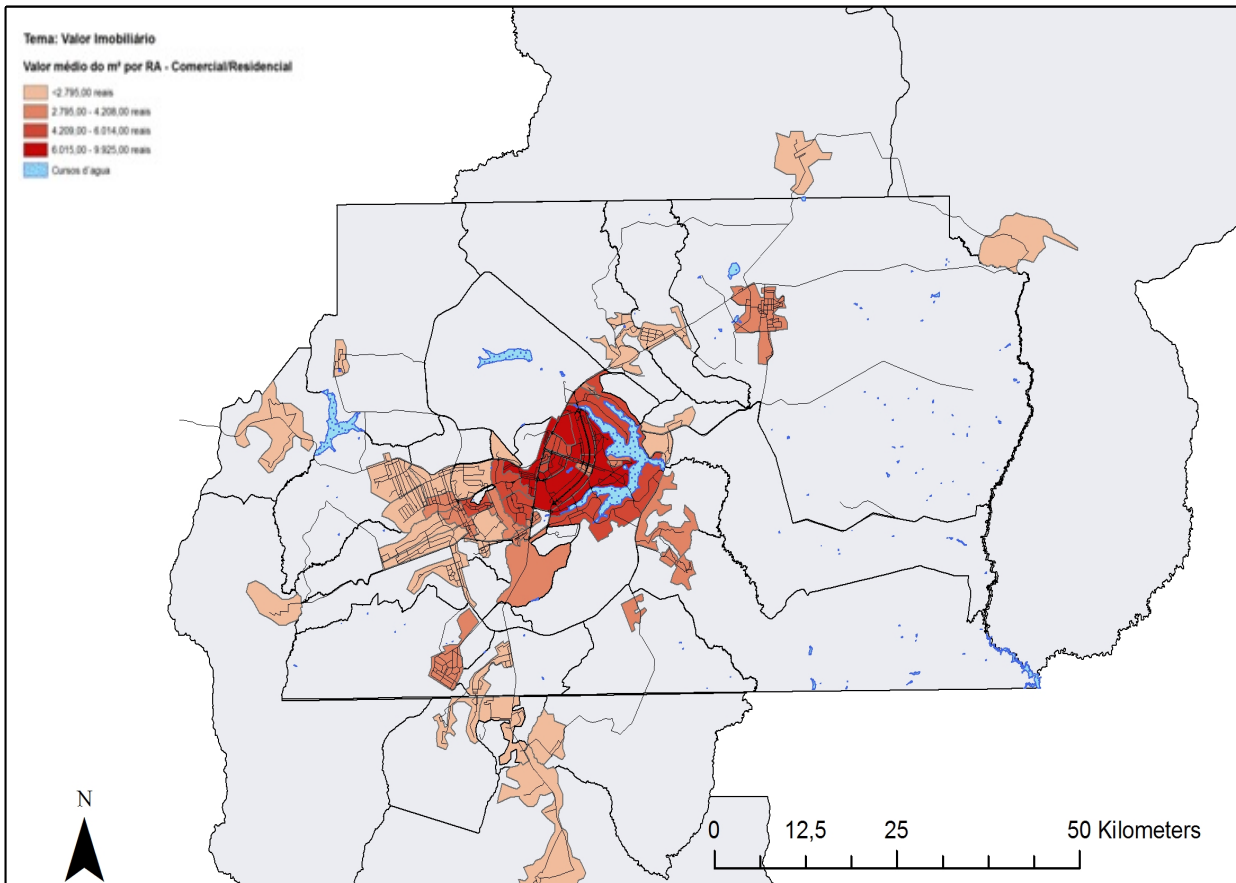 Tema: Valor Imobiliário
Valor médio do m² por RA - Comercial/Residencial
<2.795,00 reais
2.795,00 - 4.208,00 reais
4.209,00 - 6.014,00 reais
6.015,00 - 9.925,00 reais
Cursos d´agua
N
0 12,5 25 50 Kilometers